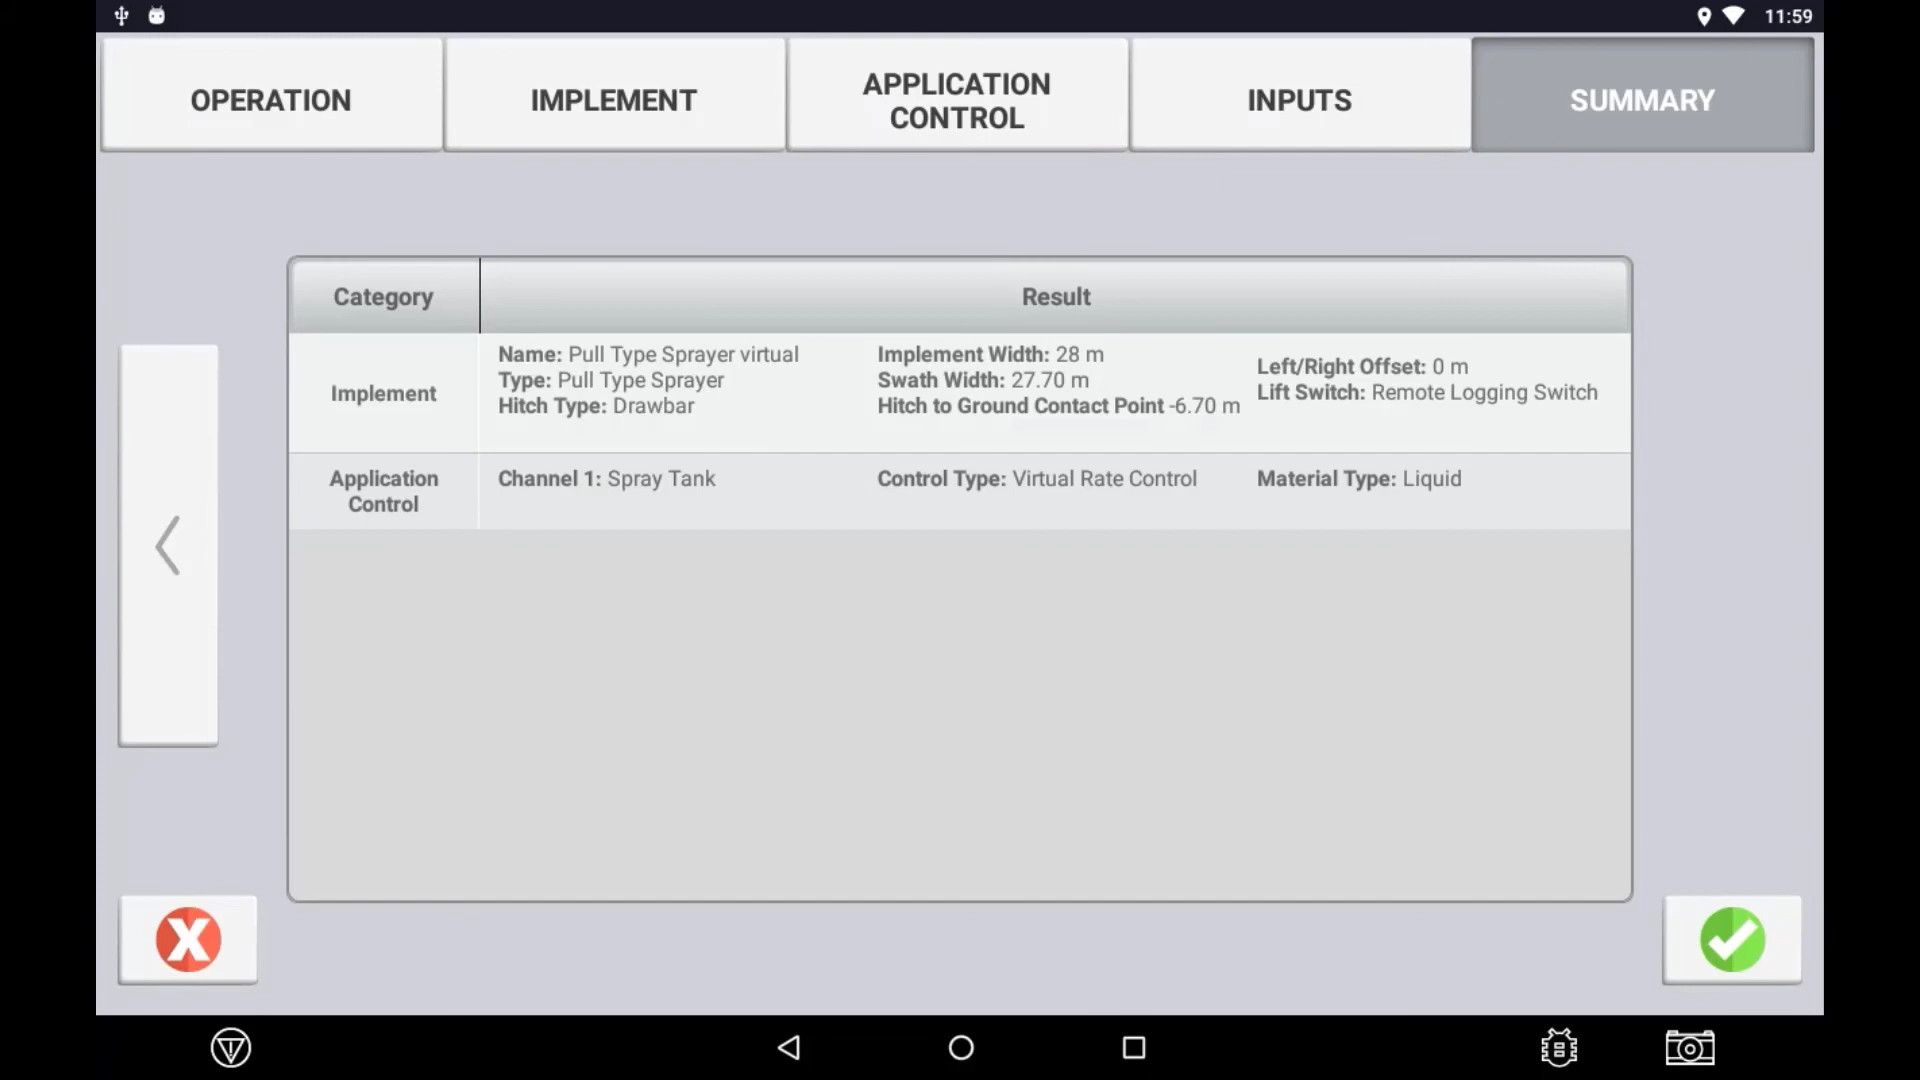 11:59
OPERATION
IMPLEMENT
APPLICATION
CONTROL
INPUTS
SUMMARY
Category
Result
Implement
Name: Pull Type Sprayer virtual
Type: Pull Type Sprayer
Hitch Type: Drawbar
Implement Width: 28 m
Swath Width: 27.70 m
Hitch to Ground Contact Point -6.70 m
Left/Right Offset: 0 m
Lift Switch: Remote Logging Switch
Application
Control
Channel 1: Spray Tank
Control Type: Virtual Rate Control
Material Type: Liquid